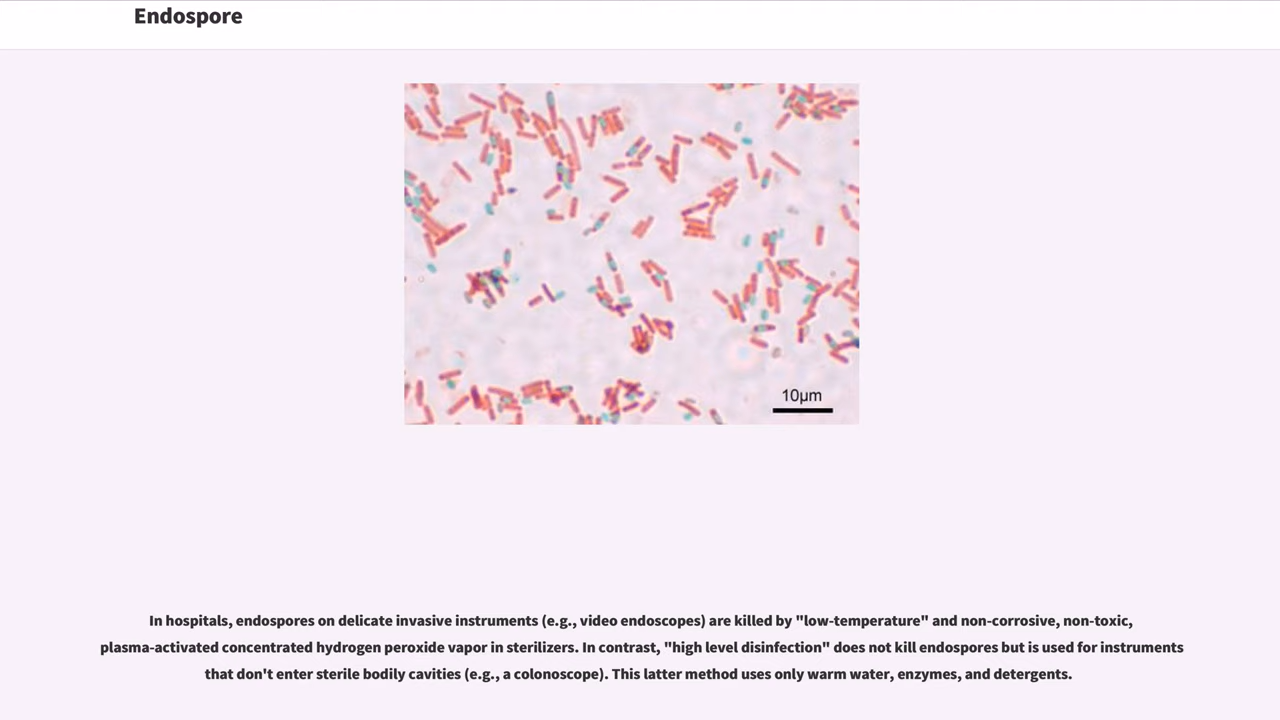 Endospore
10μm
In hospitals, endospores on delicate invasive instruments (e.g., video endoscopes) are killed by "low-temperature" and non-corrosive, non-toxic,
plasma-activated concentrated hydrogen peroxide vapor in sterilizers. In contrast, "high level disinfection" does not kill endospores but is used for instruments
that don't enter sterile bodily cavities (e.g., a colonoscope). This latter method uses only warm water, enzymes, and detergents.